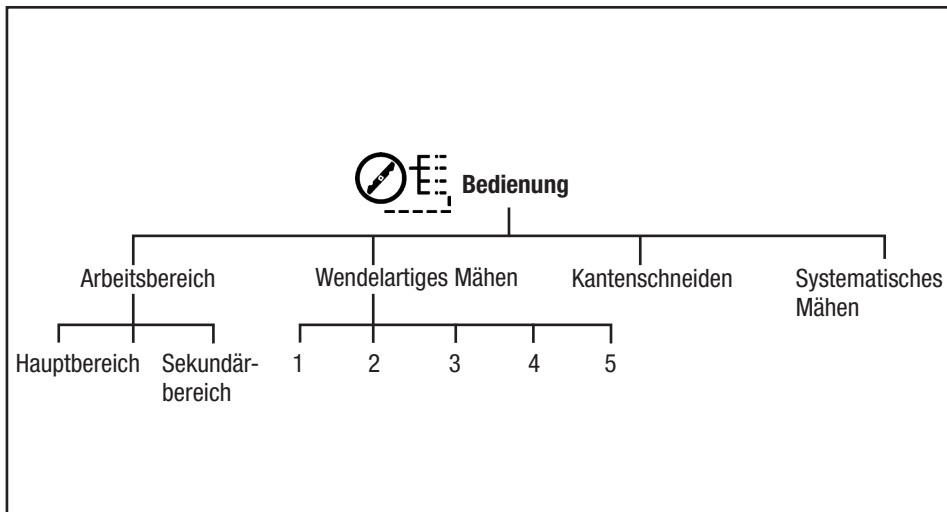 Bedienung
Arbeitsbereich
Wendelartiges Mähen
Kantenschneiden
Systematisches
Mähen
Hauptbereich
Sekundär-
bereich
1
2
3
4
5